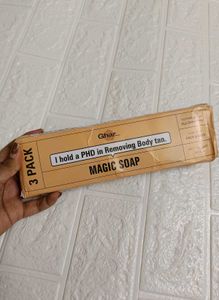 Ghar
I hold a PHD in Removing Body tan.
MAGIC SOAP
3 PACK